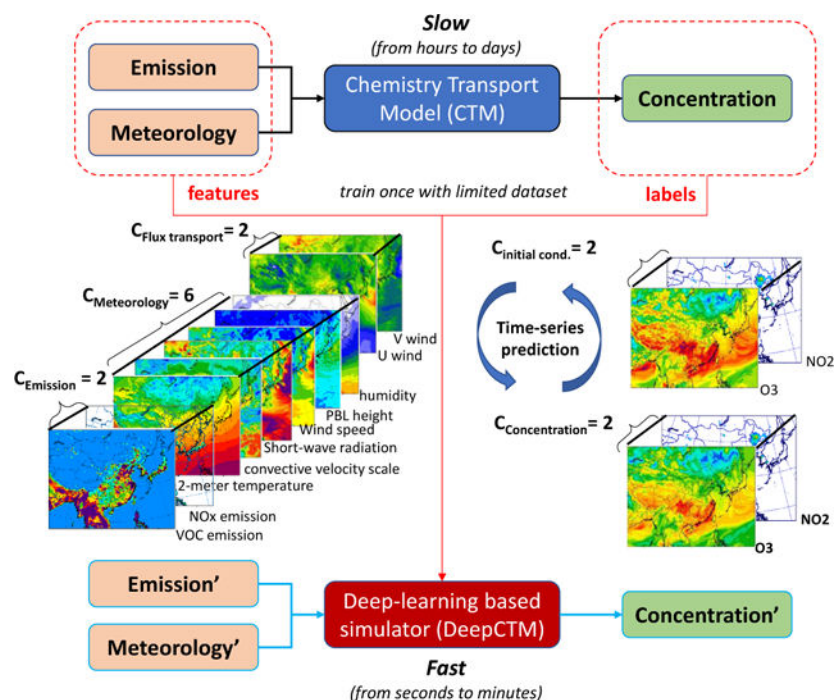 Slow
(from hours to days)
Emission
Meteorology
Chemistry Transport
Model (CTM)
Concentration
features
train once with limited dataset
labels
CFlux transport= 2
CMeteorology= 6
CEmission= 2
V wind
U wind
humidity
PBL height
Wind speed
Short-wave radiation
convective velocity scale
2-meter temperature
NOx emission
VOC emission
Cinitial cond.= 2
Time-series
prediction
NO2
O3
CConcentration= 2
NO2
O3
Emission’
Meteorology’
Deep-learning based
simulator (DeepCTM)
Concentration’
Fast
(from seconds to minutes)